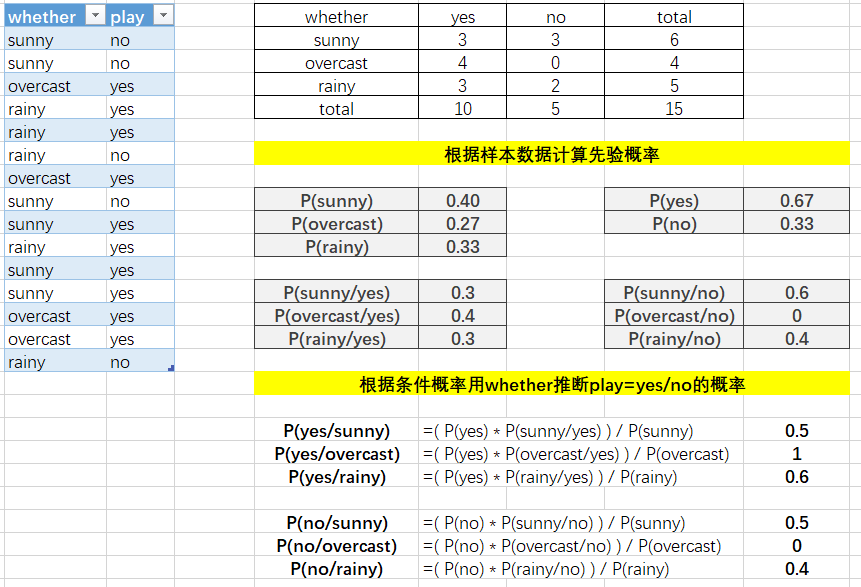 whether play
sunny no
sunny no
overcast yes
rainy yes
rainy yes
rainy no
overcast yes
sunny no
sunny yes
rainy yes
sunny yes
sunny yes
overcast yes
overcast yes
rainy no
whether yes no total
sunny 3 3 6
overcast 4 0 4
rainy 3 2 5
total 10 5 15
根据样本数据计算先验概率
P(sunny) 0.40 P(yes) 0.67
P(overcast) 0.27 P(no) 0.33
P(rainy) 0.33
P(sunny/yes) 0.3 P(sunny/no) 0.6
P(overcast/yes) 0.4 P(overcast/no) 0
P(rainy/yes) 0.3 P(rainy/no) 0.4
根据条件概率用whether推断play=yes/no的概率
P(yes/sunny) =( P(yes) * P(sunny/yes) ) / P(sunny) 0.5
P(yes/overcast) =( P(yes) * P(overcast/yes) ) / P(overcast) 1
P(yes/rainy) =( P(yes) * P(rainy/yes) ) / P(rainy) 0.6
P(no/sunny) =( P(no) * P(sunny/no) ) / P(sunny) 0.5
P(no/overcast) =( P(no) * P(overcast/no) ) / P(overcast) 0
P(no/rainy) =( P(no) * P(rainy/no) ) / P(rainy) 0.4